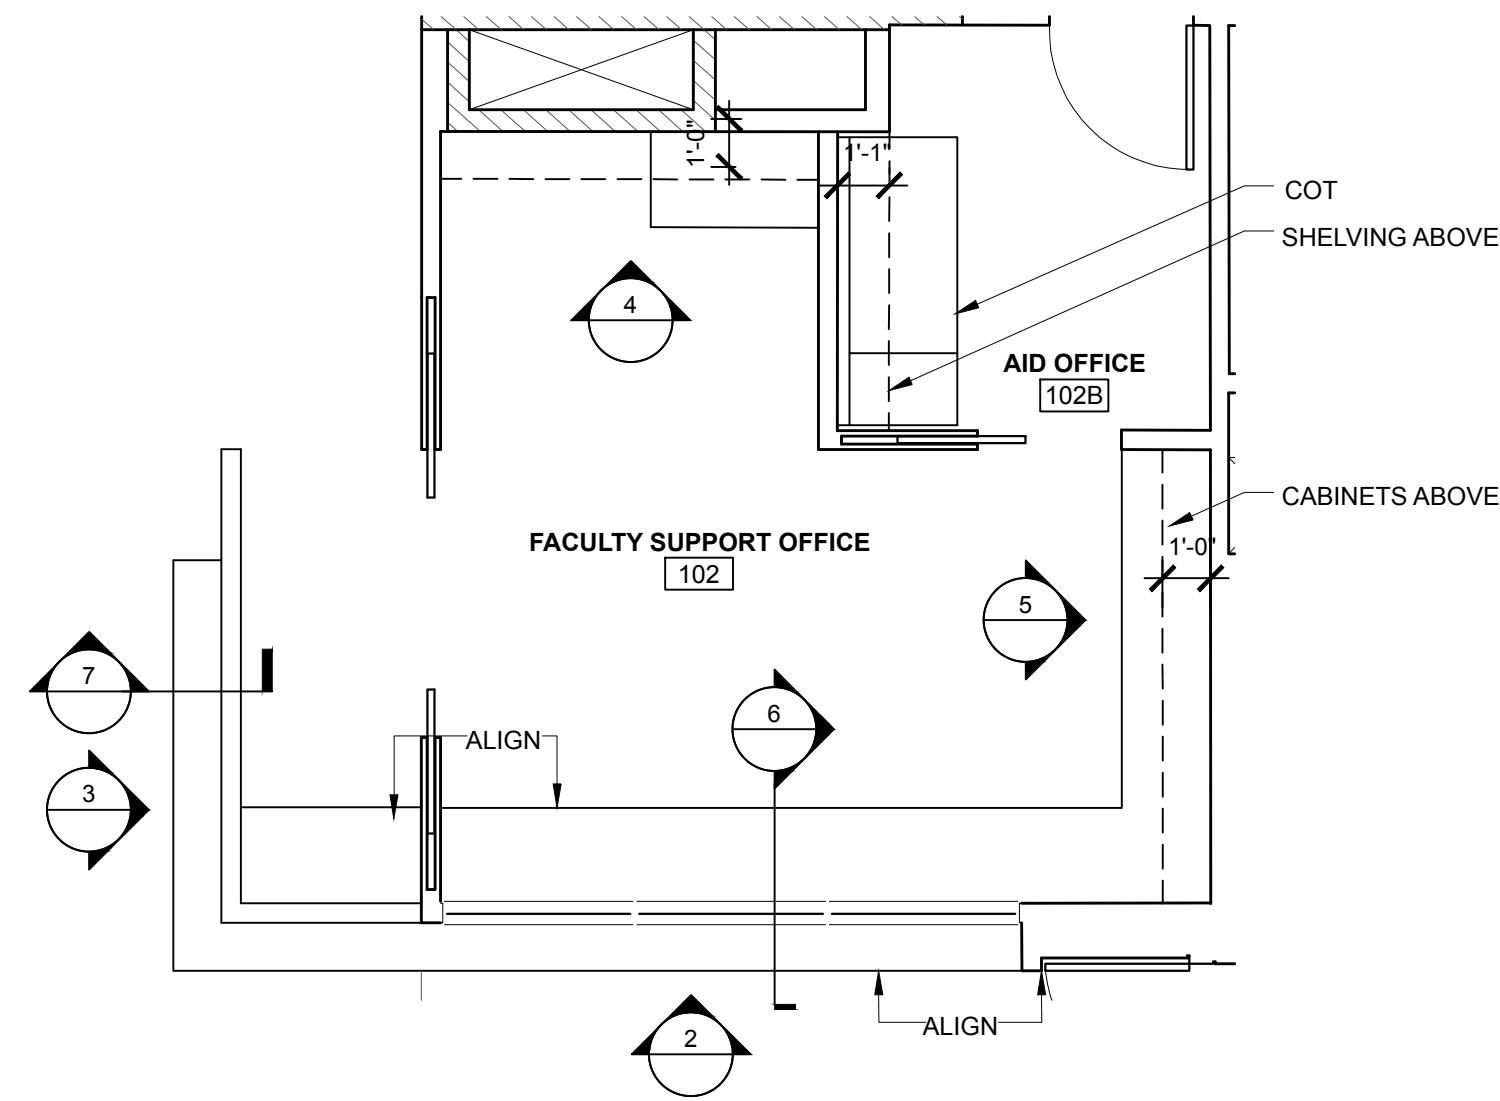 1'-0"
1'-1"
COT
SHELVING ABOVE
4
AID OFFICE
102B
CABINETS ABOVE
FACULTY SUPPORT OFFICE
102
1'-0"
5
7
6
ALIGN
3
ALIGN
2